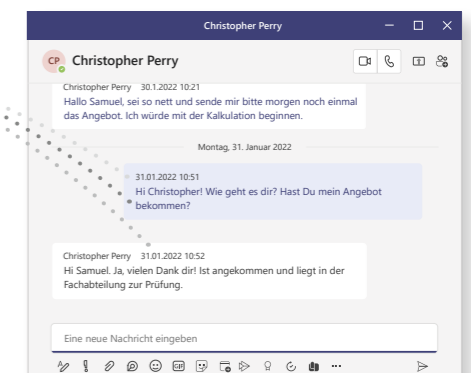 Christopher Perry
CP
Christopher Perry
Christopher Perry 30.1.2022 10:21
Hallo Samuel, sei so nett und sende mir bitte morgen noch einmal
das Angebot. Ich würde mit der Kalkulation beginnen.
Montag, 31. Januar 2022
31.01.2022 10:51
Hi Christopher! Wie geht es dir? Hast Du mein Angebot
bekommen?
Christopher Perry 31.01.2022 10:52
Hi Samuel. Ja, vielen Dank dir! Ist angekommen und liegt in der
Fachabteilung zur Prüfung.
Eine neue Nachricht eingeben
GIF